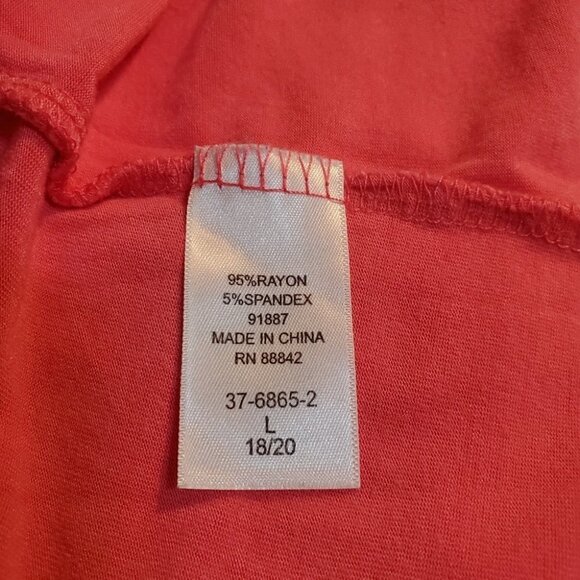 95%RAYON
5%SPANDEX
91887
MADE IN CHINA
RN 88842
37-6865-2
L
18/20